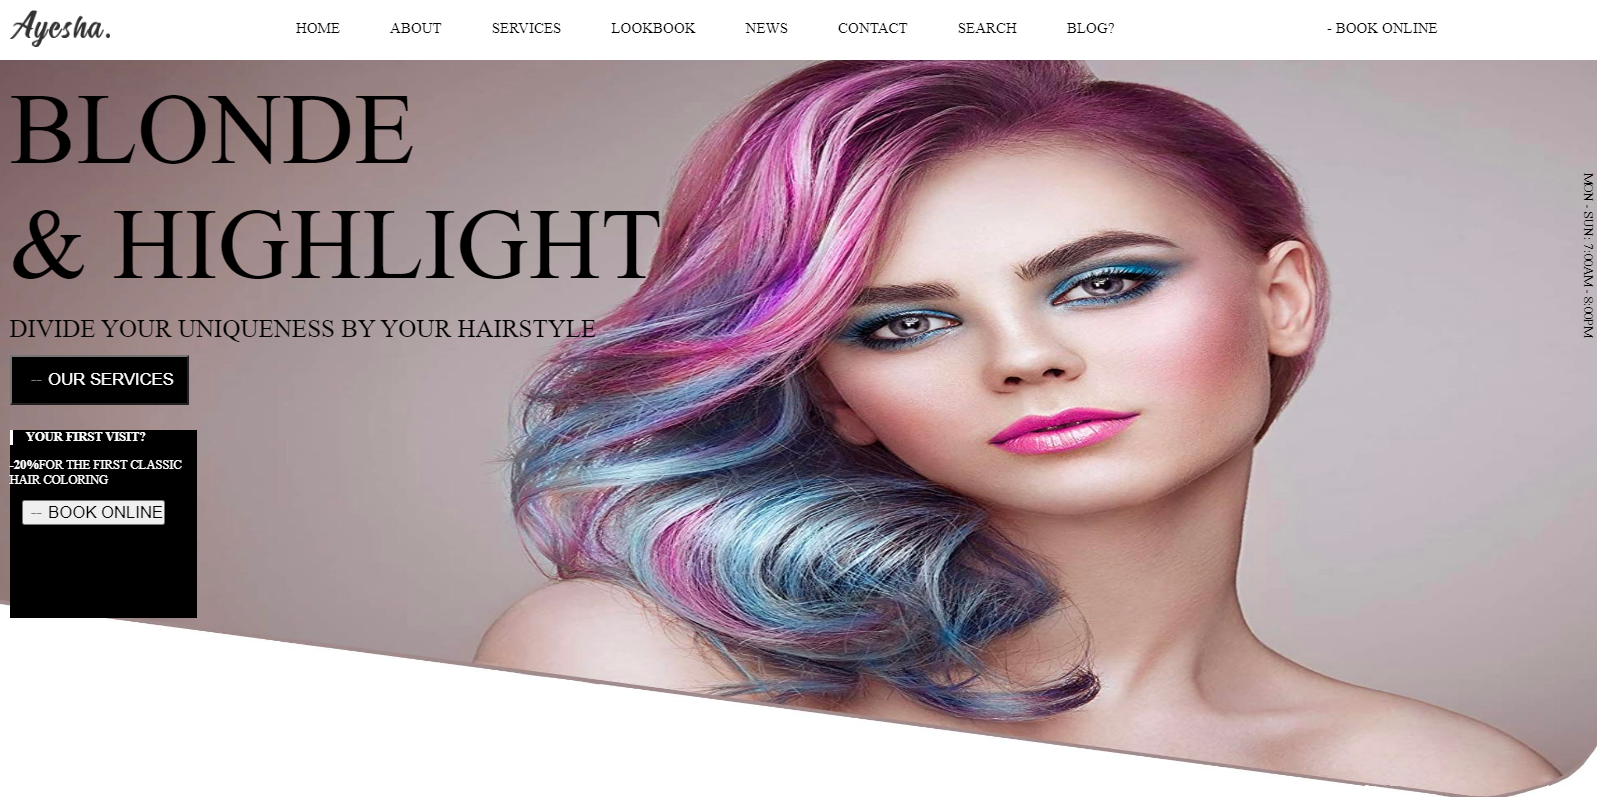 Ayesha.
HOME ABOUT SERVICES LOOKBOOK NEWS CONTACT SEARCH BLOG? - BOOK ONLINE
BLONDE
& HIGHLIGHT
DIVIDE YOUR UNIQUENESS BY YOUR HAIRSTYLE
-- OUR SERVICES
YOUR FIRST VISIT?
-20%FOR THE FIRST CLASSIC
HAIR COLORING
-- BOOK ONLINE
MON - SUN: 7:00AM - 8:00PM